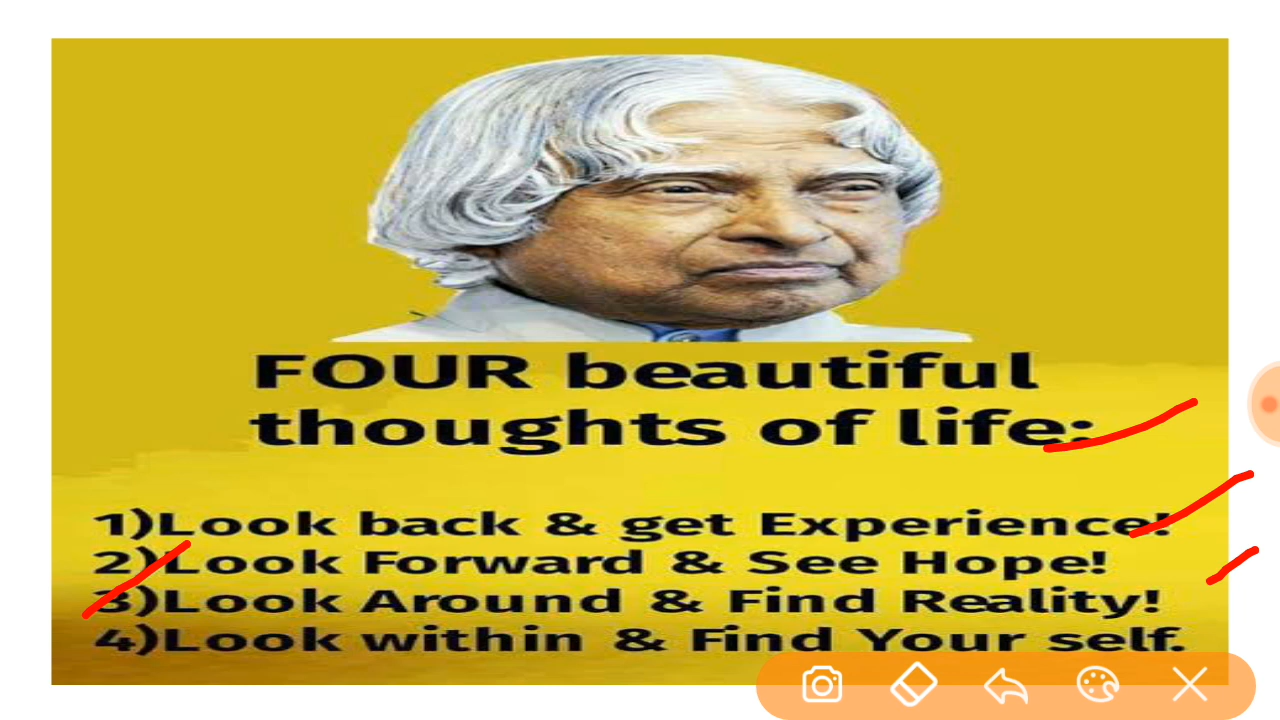 FOUR beautiful
thoughts of life:
1)Look back & get Experience!
2)Look Forward & See Hope!
3)Look Around & Find Reality!
4)Look within & Find Your self.